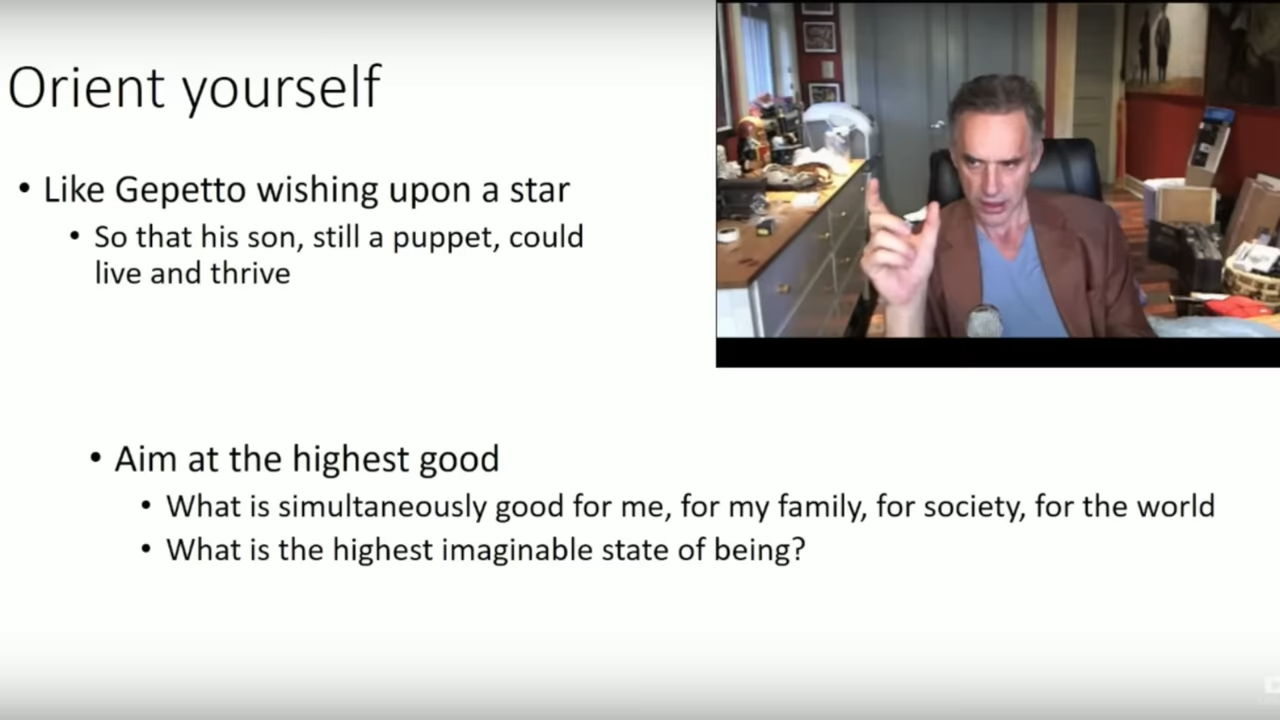 Orient yourself
• Like Gepetto wishing upon a star
• So that his son, still a puppet, could
live and thrive
• Aim at the highest good
• What is simultaneously good for me, for my family, for society, for the world
• What is the highest imaginable state of being?